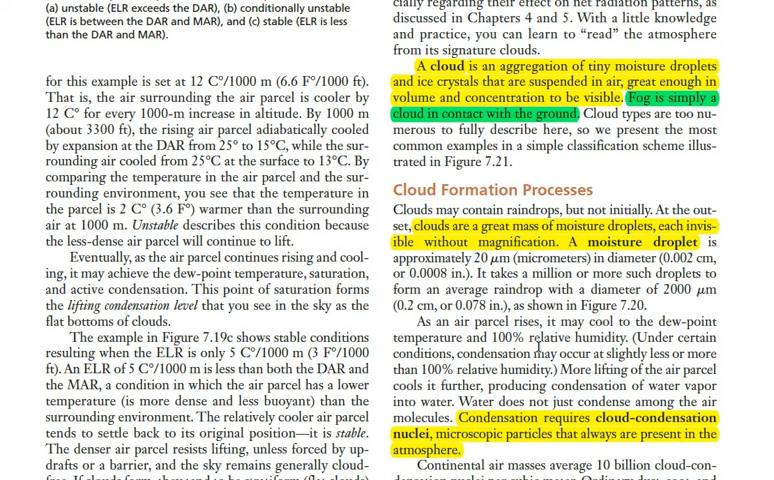 (a) unstable (ELR exceeds the DAR), (b) conditionally unstable
(ELR is between the DAR and MAR), and (c) stable (ELR is less
than the DAR and MAR).
for this example is set at 12 C°/1000 m (6.6 F°/1000 ft).
That is, the air surrounding the air parcel is cooler by
12 C° for every 1000-m increase in altitude. By 1000 m
(about 3300 ft), the rising air parcel adiabatically cooled
by expansion at the DAR from 25° to 15°C, while the sur-
rounding air cooled from 25°C at the surface to 13°C. By
comparing the temperature in the air parcel and the sur-
rounding environment, you see that the temperature in
the parcel is 2 C° (3.6 F°) warmer than the surrounding
air at 1000 m. Unstable describes this condition because
the less-dense air parcel will continue to lift.
Eventually, as the air parcel continues rising and cool-
ing, it may achieve the dew-point temperature, saturation,
and active condensation. This point of saturation forms
the lifting condensation level that you see in the sky as the
flat bottoms of clouds.
The example in Figure 7.19c shows stable conditions
resulting when the ELR is only 5 C°/1000 m (3 F°/1000
ft). An ELR of 5 C°/1000 m is less than both the DAR and
the MAR, a condition in which the air parcel has a lower
temperature (is more dense and less buoyant) than the
surrounding environment. The relatively cooler air parcel
tends to settle back to its original position—it is stable.
The denser air parcel resists lifting, unless forced by up-
drafts or a barrier, and the sky remains generally cloud-
cially regarding their effect on net radiation patterns, as
discussed in Chapters 4 and 5. With a little knowledge
and practice, you can learn to “read” the atmosphere
from its signature clouds.
A cloud is an aggregation of tiny moisture droplets
and ice crystals that are suspended in air, great enough in
volume and concentration to be visible. Fog is simply a
cloud in contact with the ground. Cloud types are too nu-
merous to fully describe here, so we present the most
common examples in a simple classification scheme illus-
trated in Figure 7.21.
Cloud Formation Processes
Clouds may contain raindrops, but not initially. At the out-
set, clouds are a great mass of moisture droplets, each invis-
ible without magnification. A moisture droplet is
approximately 20 μm (micrometers) in diameter (0.002 cm,
or 0.0008 in.). It takes a million or more such droplets to
form an average raindrop with a diameter of 2000 μm
(0.2 cm, or 0.078 in.), as shown in Figure 7.20.
As an air parcel rises, it may cool to the dew-point
temperature and 100% relative humidity. (Under certain
conditions, condensation may occur at slightly less or more
than 100% relative humidity.) More lifting of the air parcel
cools it further, producing condensation of water vapor
into water. Water does not just condense among the air
molecules. Condensation requires cloud-condensation
nuclei, microscopic particles that always are present in the
atmosphere.
Continental air masses average 10 billion cloud-con-